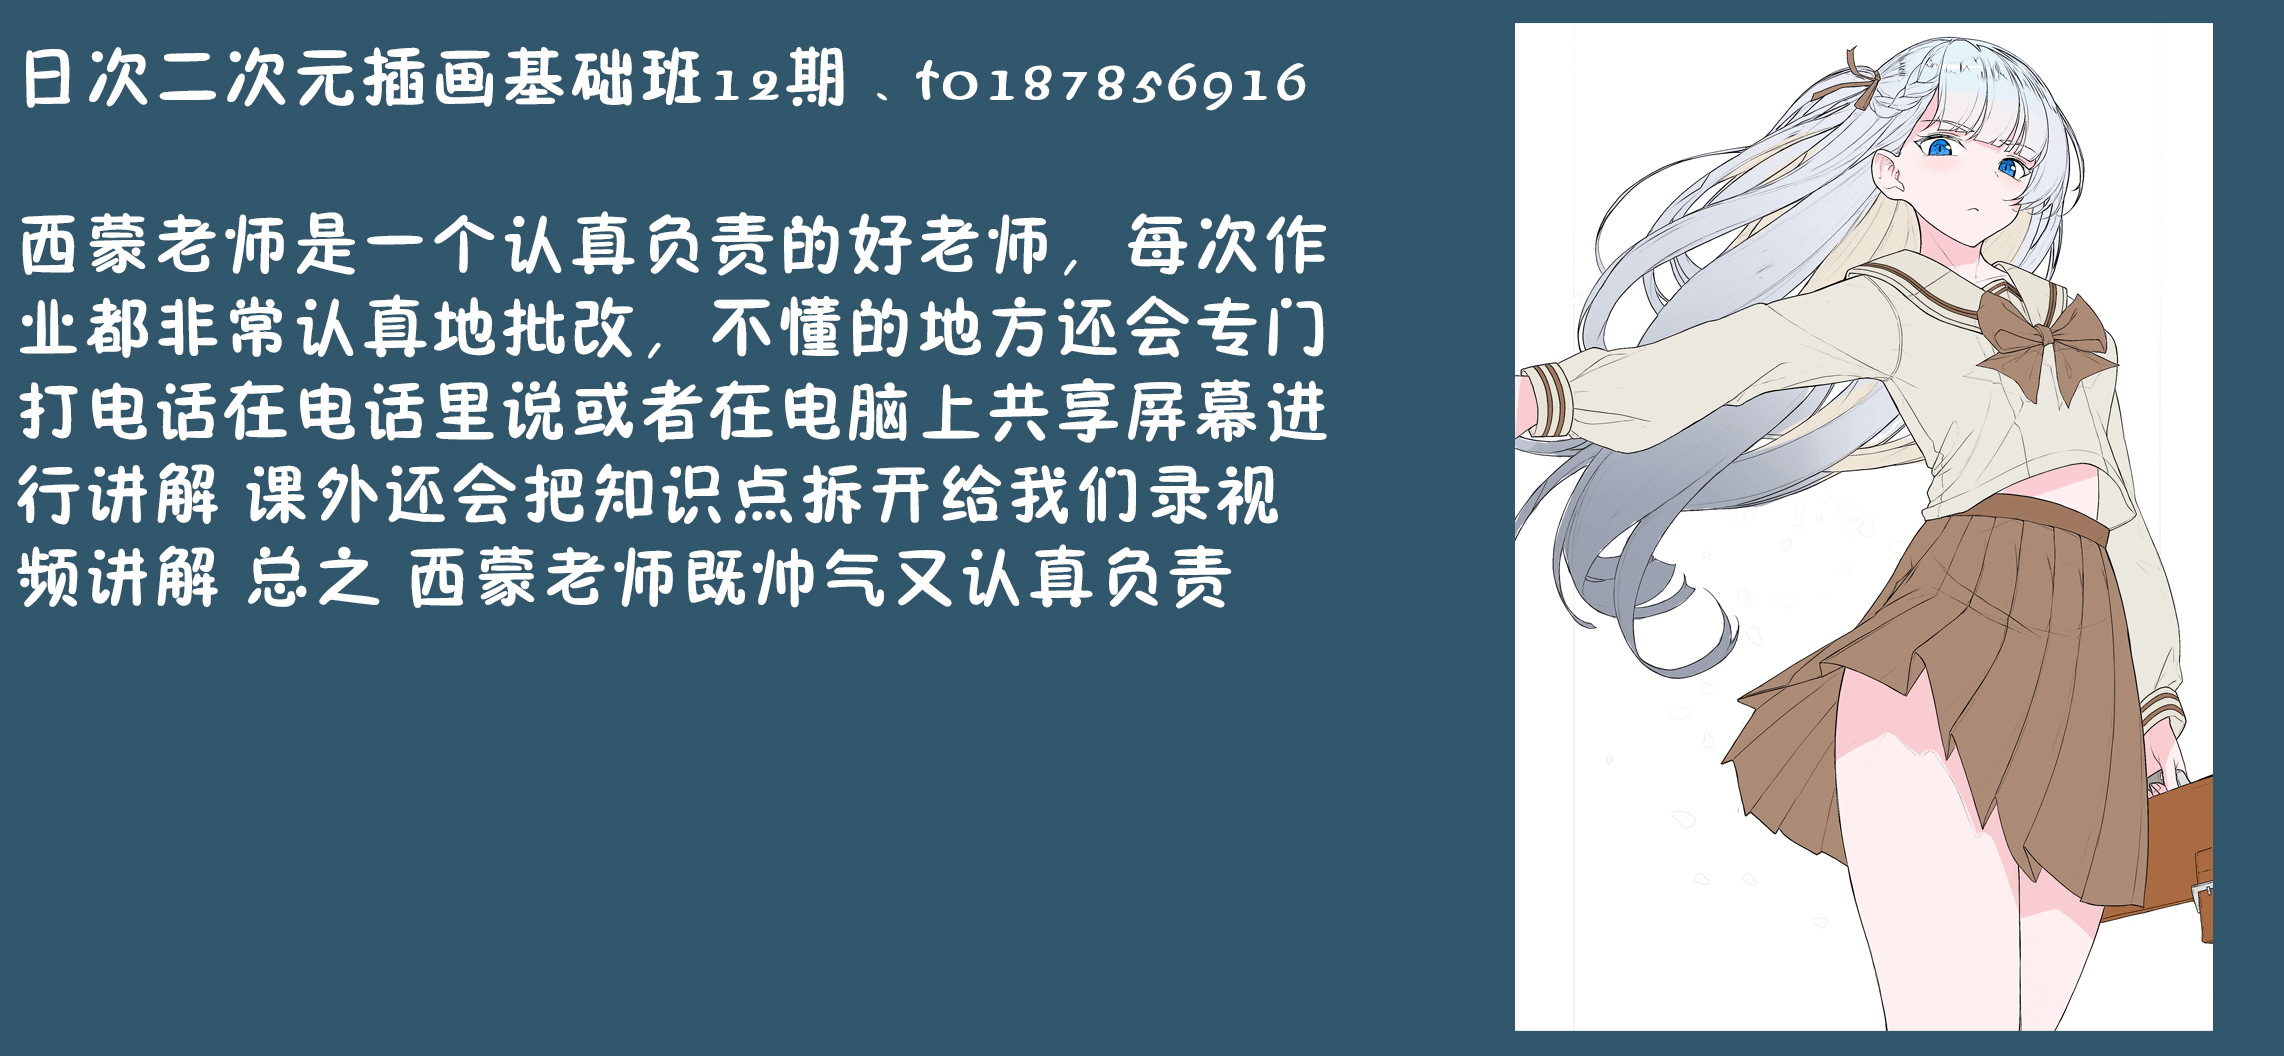 日次二次元插画基础班12期 、to187856916
西蒙老师是一个认真负责的好老师，每次作
业都非常认真地批改，不懂的地方还会专门
打电话在电话里说或者在电脑上共享屏幕进
行讲解 课外还会把知识点拆开给我们录视
频讲解 总之 西蒙老师既帅气又认真负责